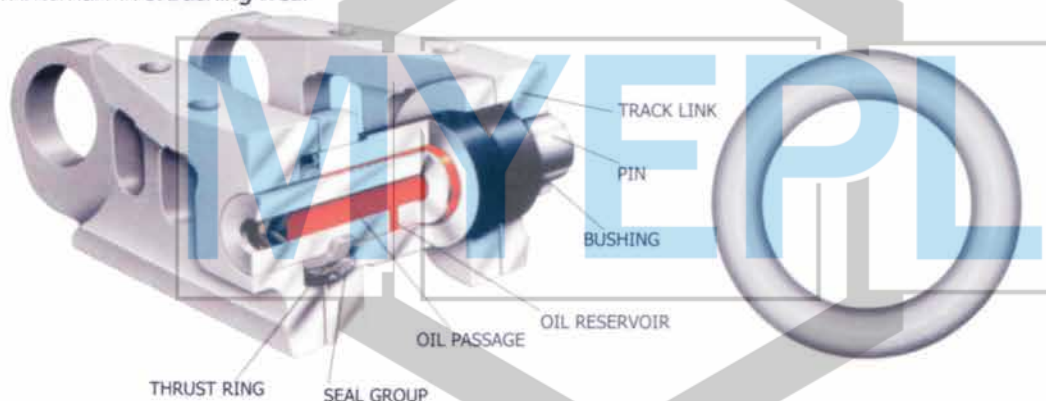 TRACK LINK
PIN
BUSHING
OIL RESERVOIR
OIL PASSAGE
THRUST RING
SEAL GROUP
MYEPL